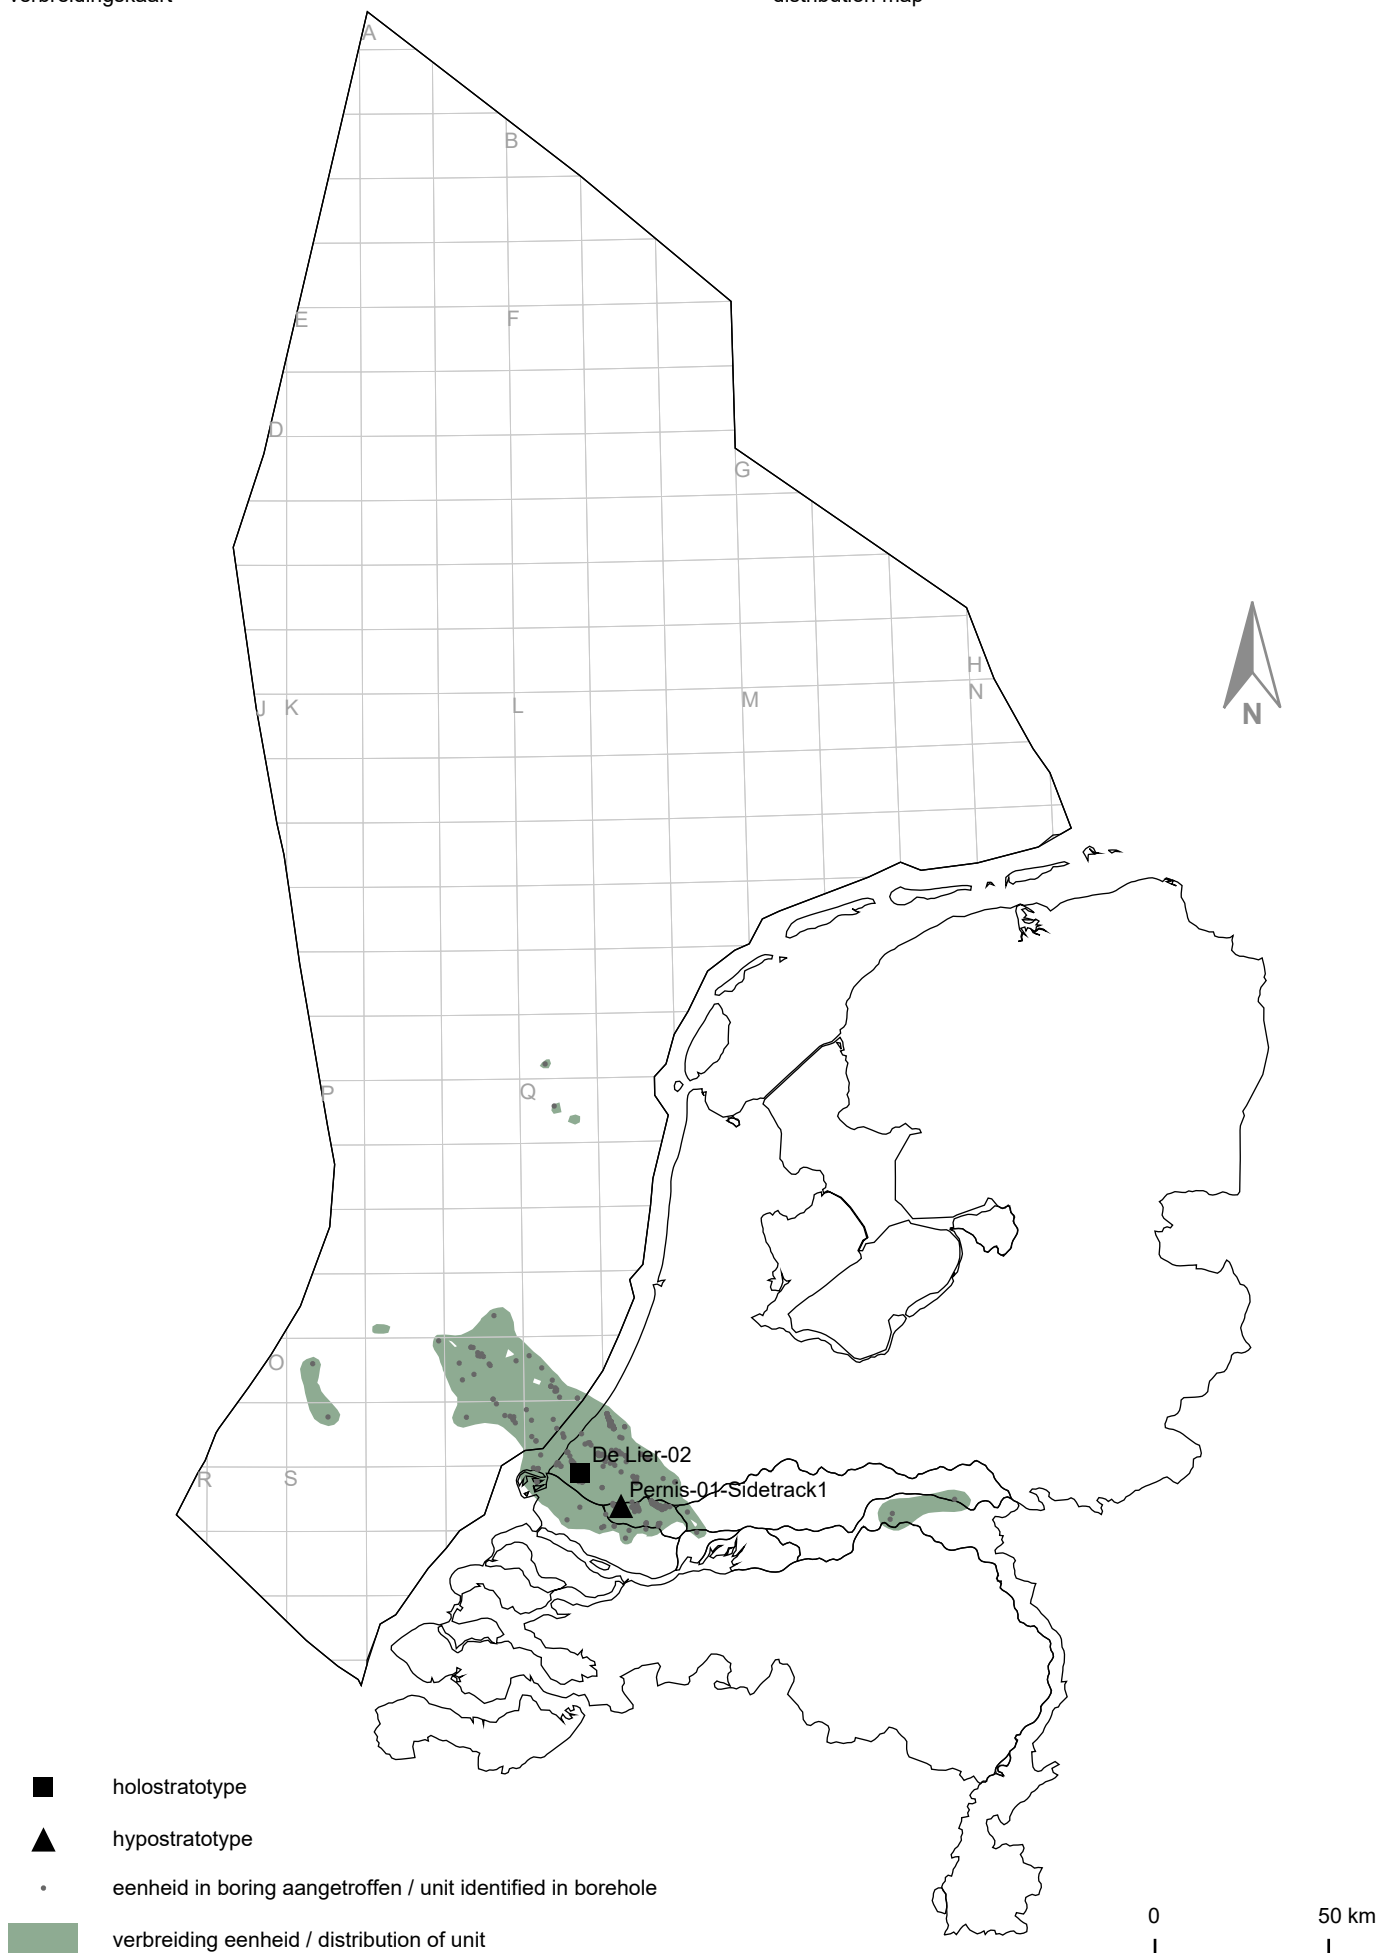 verbreidingskaart
distribution map
A
B
E
F
D
G
H
N
J
K
L
M
N
P
Q
O
De Lier-02
R
S
Pernis-01-Sidetrack1
holostratotype
hypostratotype
eenheid in boring aangetroffen / unit identified in borehole
0
50 km
verbreiding eenheid / distribution of unit